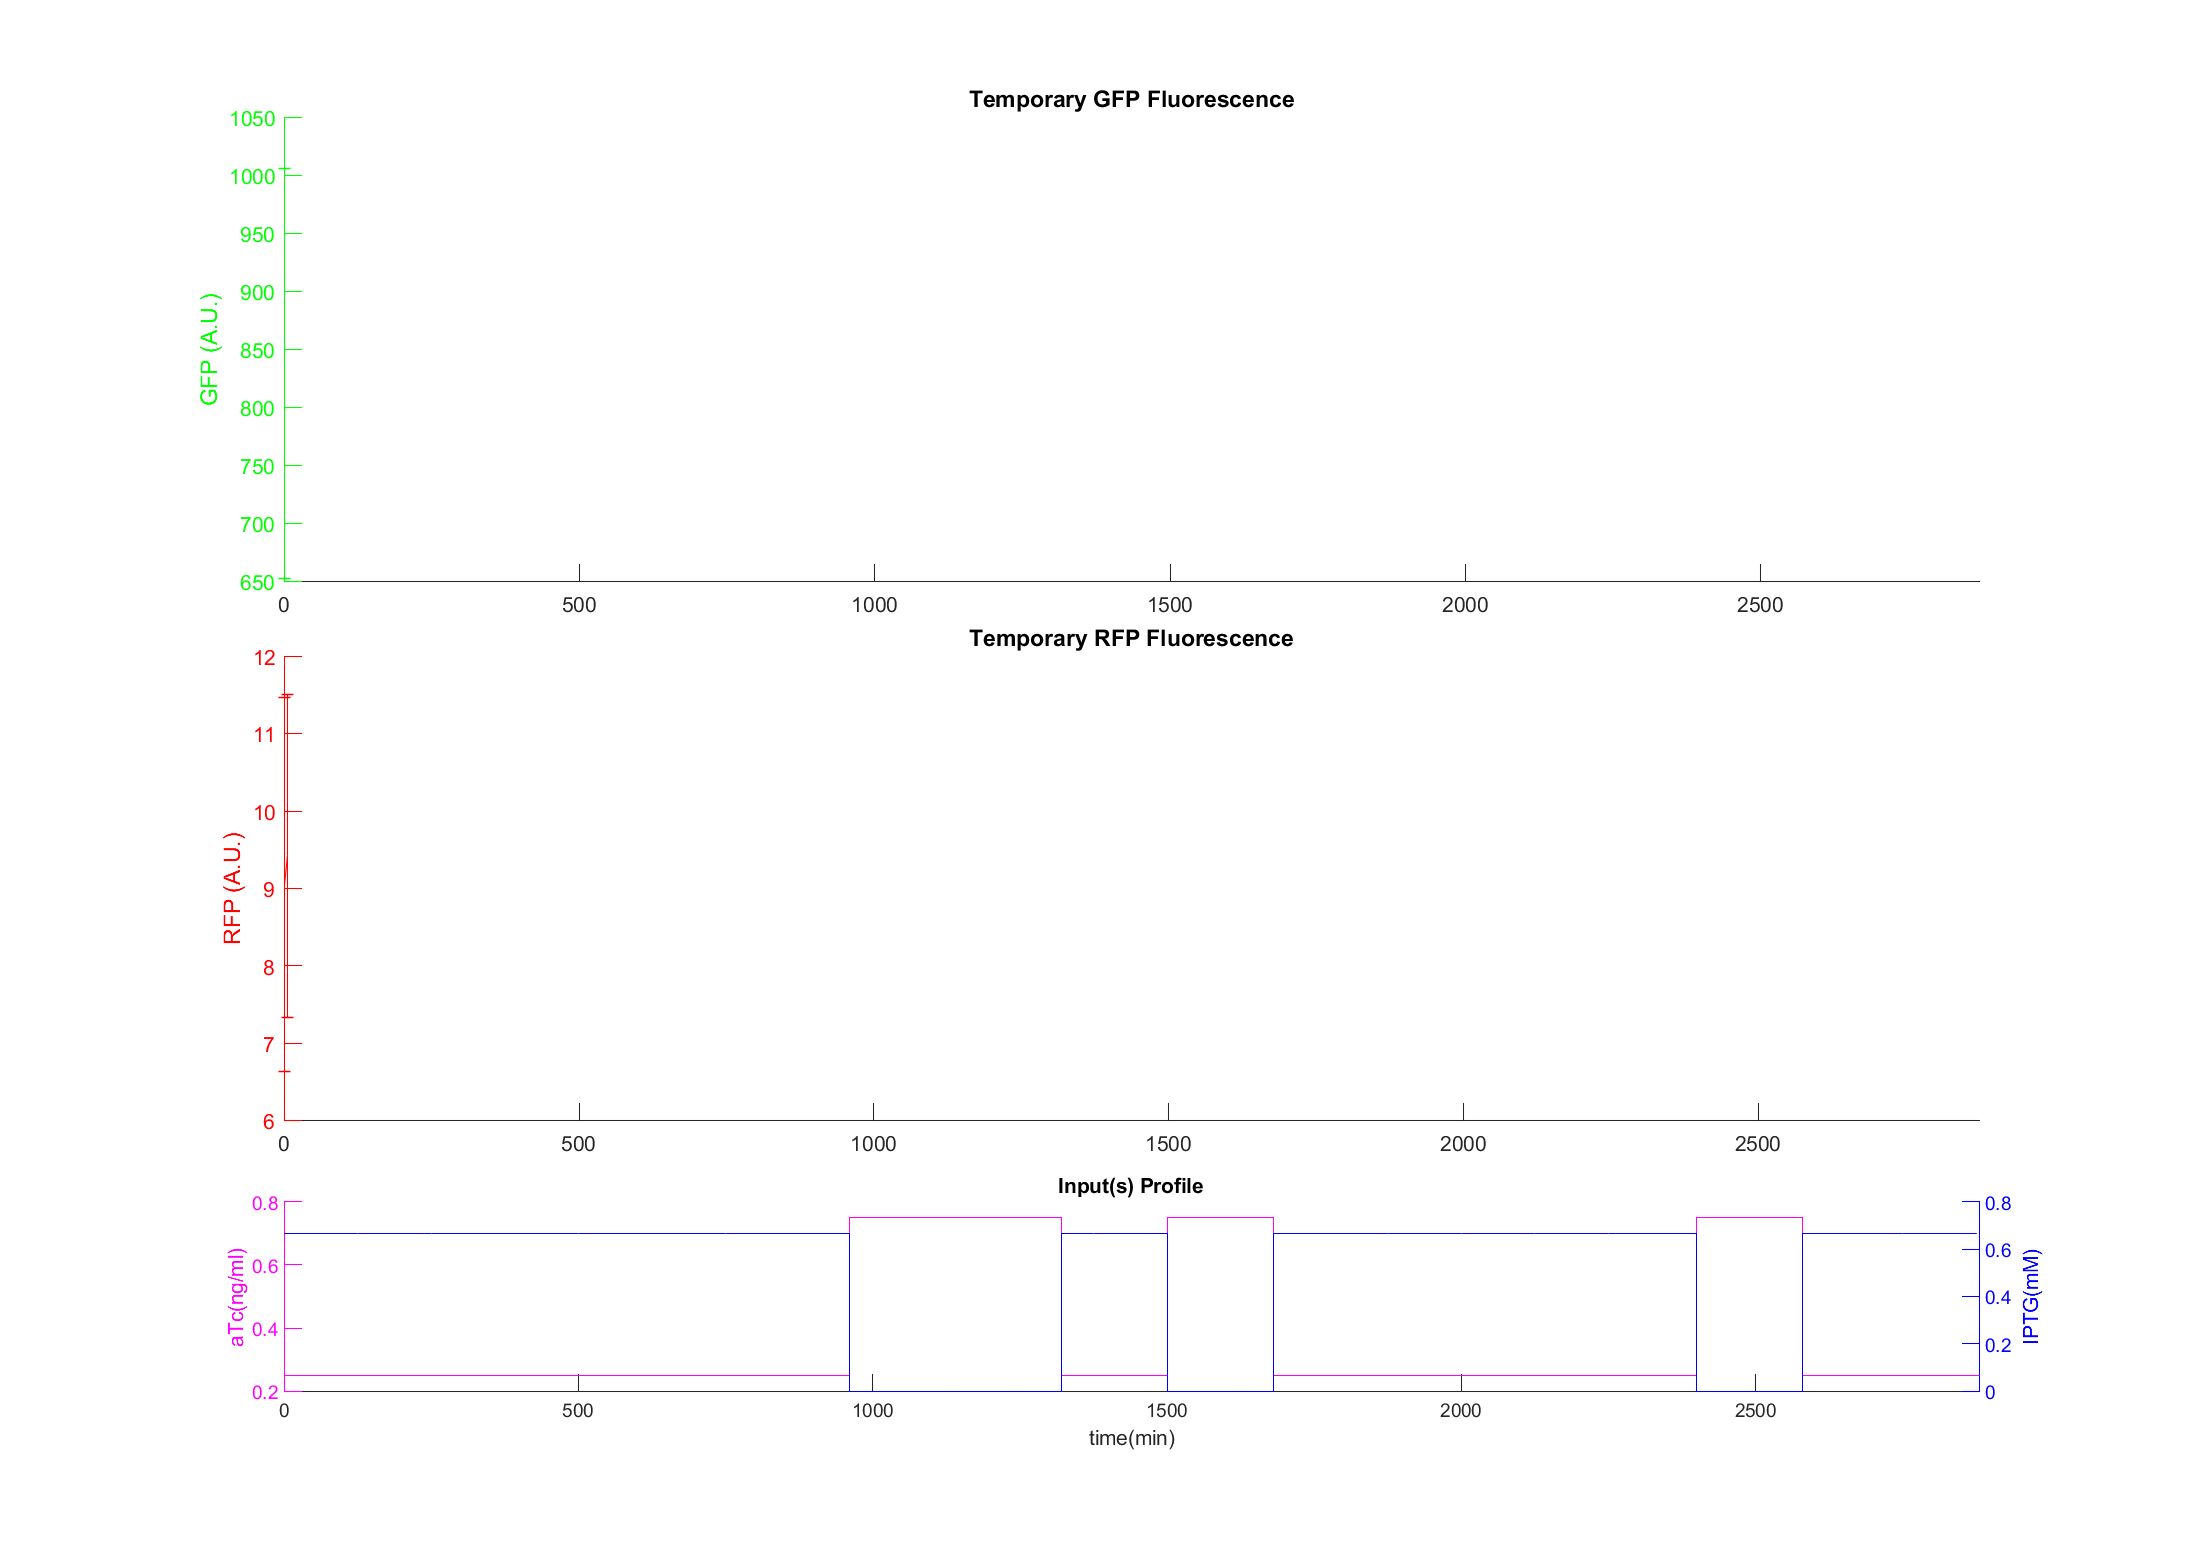 Temporary GFP Fluorescence
1050
1000
950
900
850
800
750
700
650
GFP (A.U.)
0 500 1000 1500 2000 2500
Temporary RFP Fluorescence
12
11
10
9
8
7
6
RFP (A.U.)
0 500 1000 1500 2000 2500
Input(s) Profile
0.8
0.6
0.4
0.2
aTc(ng/ml)
0.8
0.6
0.4
0.2
0
IPTG(mM)
0 500 1000 1500 2000 2500
time(min)